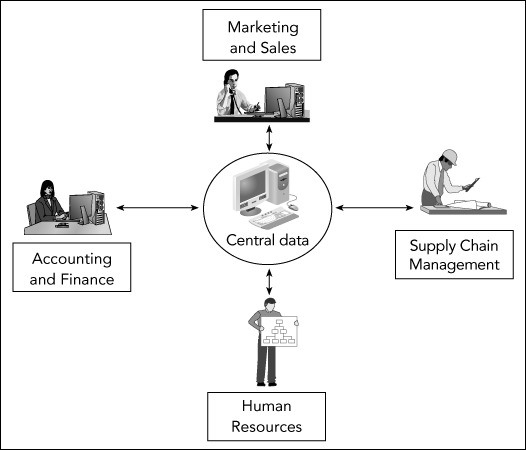 Marketing
and Sales
Central data
Accounting
and Finance
Supply Chain
Management
Human
Resources